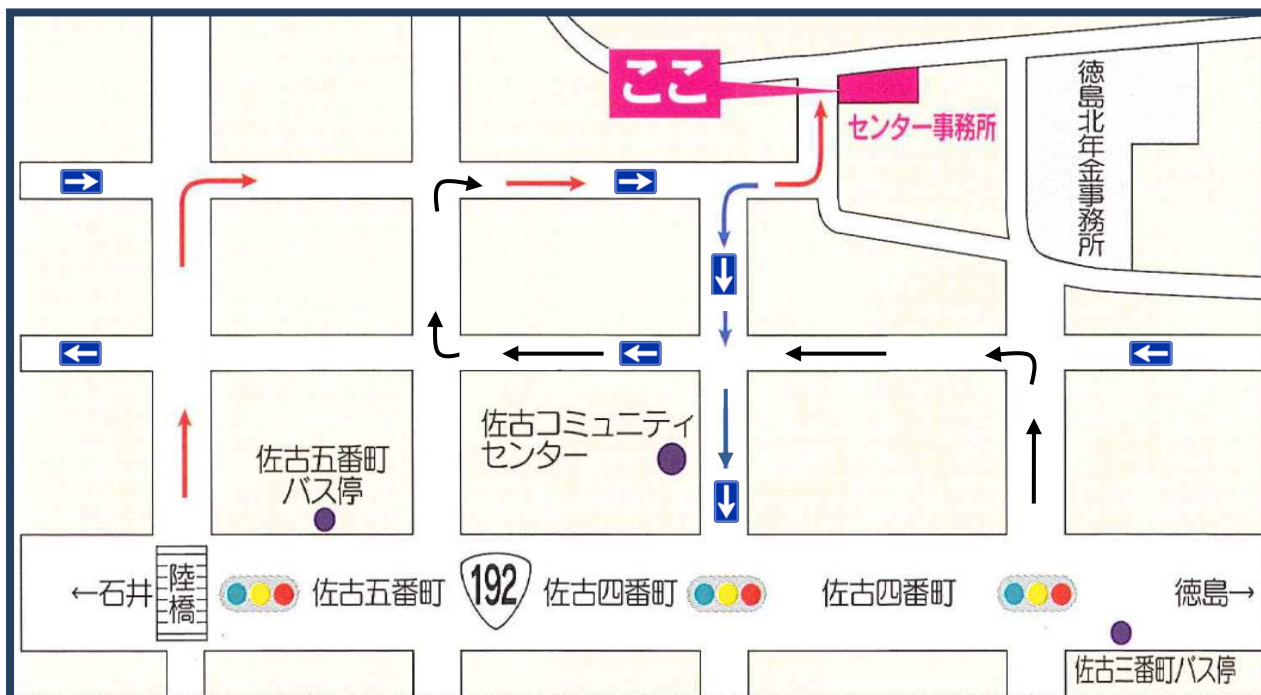 ここ
センター事務所
徳島北年金事務所
佐古コミュニティ
センター
佐古五番町
バス停
←石井
陸橋
佐古五番町
192
佐古四番町
佐古四番町
徳島→
佐古三番町バス停